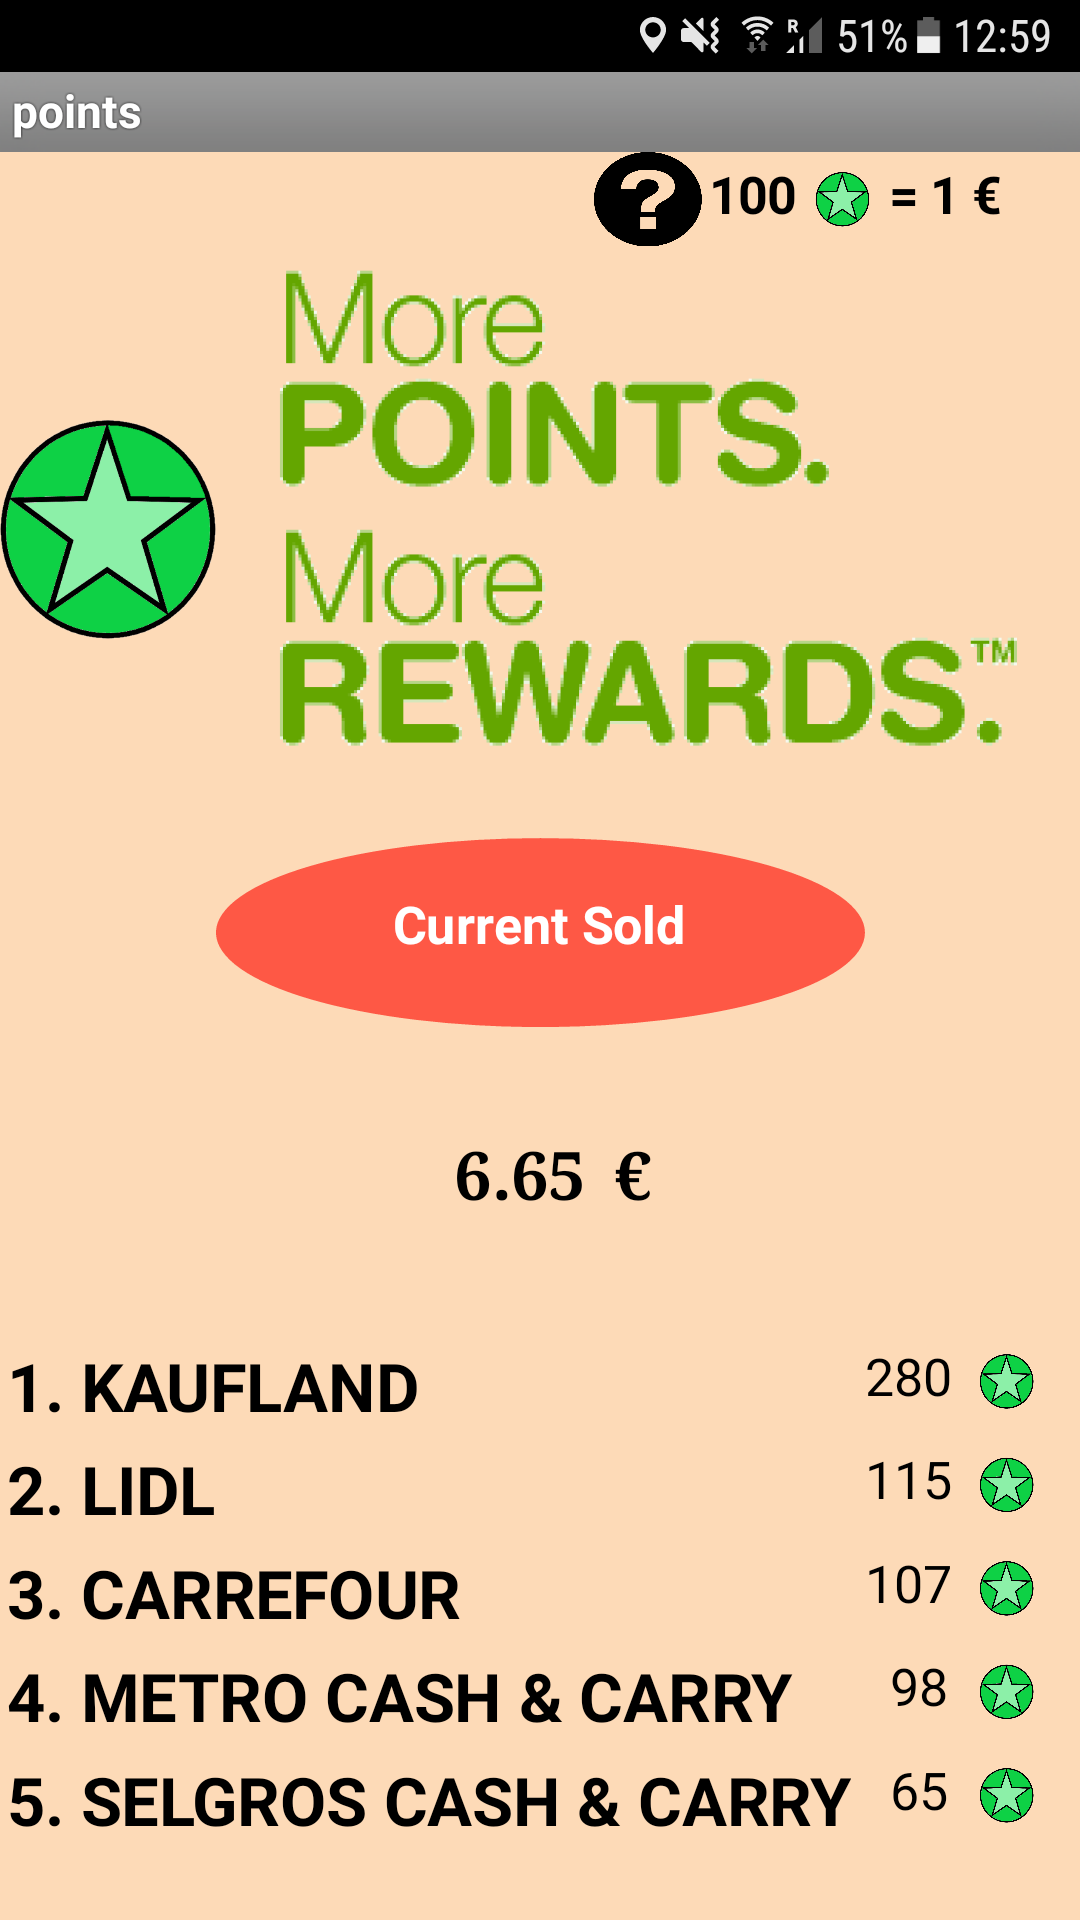 R 51% 12:59
points
? 100 = 1 €
More
POINTS.
More
REWARDS.™
Current Sold
6.65 €
1. KAUFLAND 280
2. LIDL 115
3. CARREFOUR 107
4. METRO CASH & CARRY 98
5. SELGROS CASH & CARRY 65